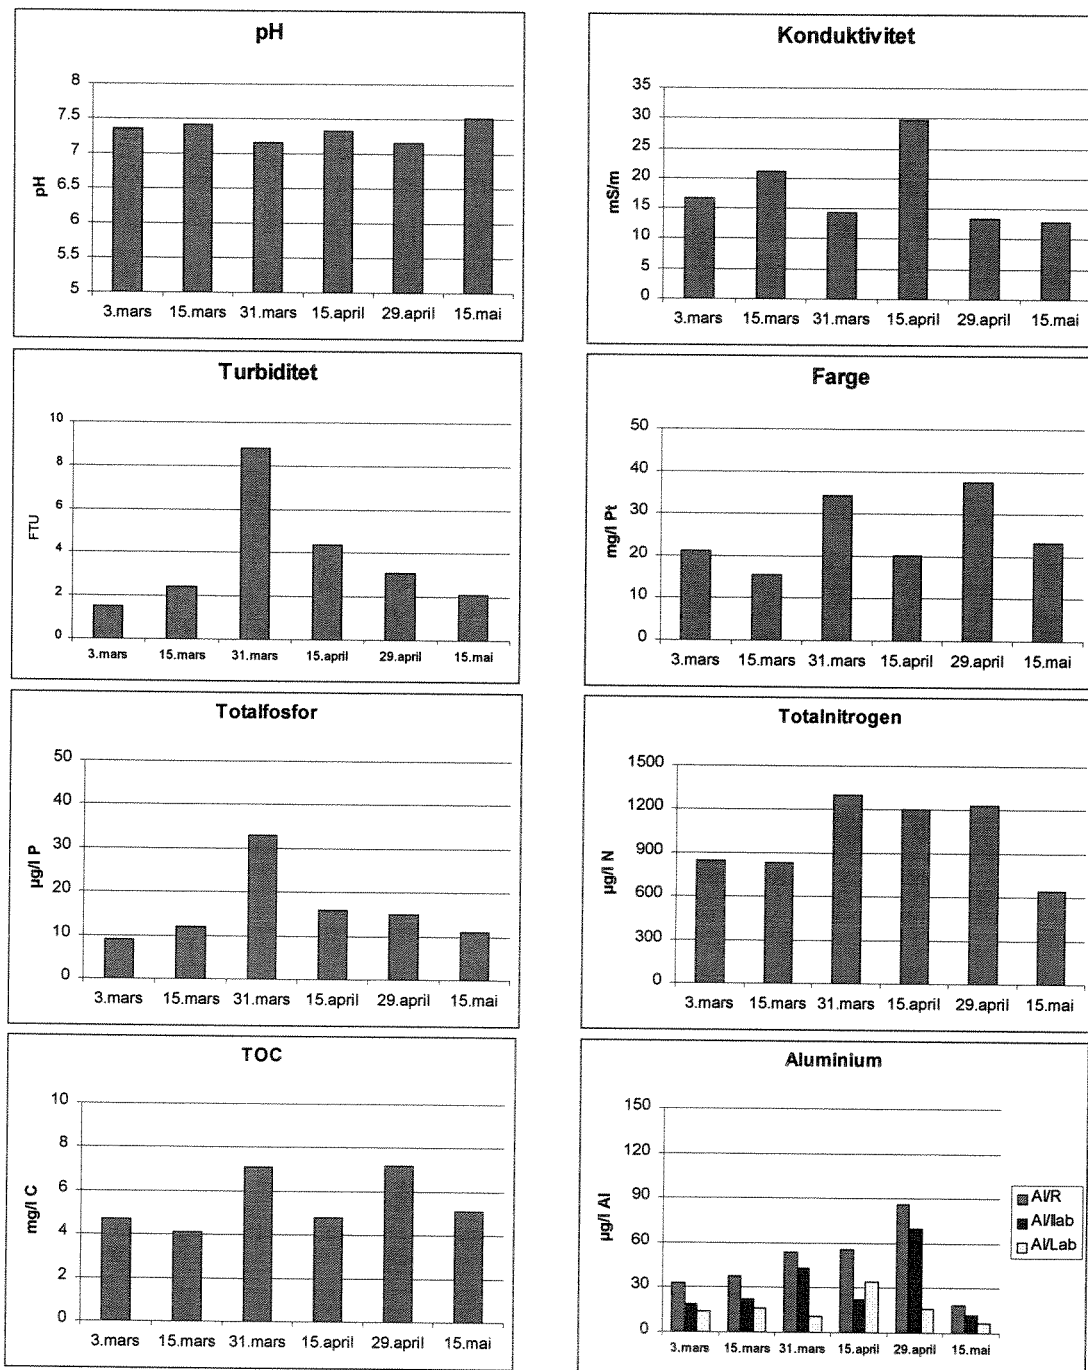 pH
8
7.5
7
6.5
6
5.5
5
pH
3.mars 15.mars 31.mars 15.april 29.april 15.mai
Konduktivitet
35
30
25
20
15
10
5
0
mS/m
3.mars 15.mars 31.mars 15.april 29.april 15.mai
Turbiditet
10
8
6
4
2
0
FTU
3.mars 15.mars 31.mars 15.april 29.april 15.mai
Farge
50
40
30
20
10
0
mg/l Pt
3.mars 15.mars 31.mars 15.april 29.april 15.mai
Totalfosfor
50
40
30
20
10
0
µg/l P
3.mars 15.mars 31.mars 15.april 29.april 15.mai
Totalnitrogen
1500
1200
900
600
300
0
µg/l N
3.mars 15.mars 31.mars 15.april 29.april 15.mai
TOC
10
8
6
4
2
0
mg/l C
3.mars 15.mars 31.mars 15.april 29.april 15.mai
Aluminium
150
120
90
60
30
0
µg/l Al
3.mars 15.mars 31.mars 15.april 29.april 15.mai
Al/R
Al/Ilab
Al/Lab